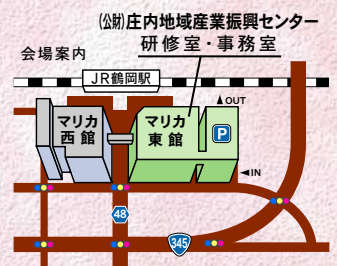 (公財)庄内地域産業振興センター
研修室・事務室
会場案内
JR鶴岡駅
OUT
マリカ
西館
マリカ
東館
P
IN
48
345